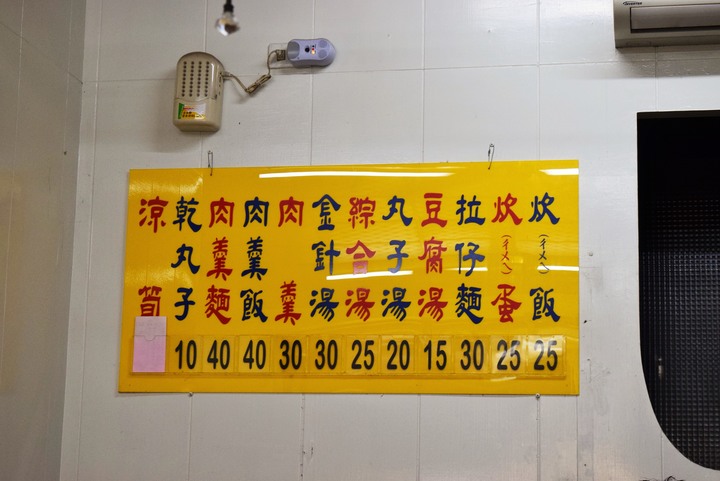 炊(ㄔㄨㄟ)飯 25
炊(ㄔㄨㄟ)蛋 25
拉仔麵 30
豆腐湯 15
丸子湯 20
綜合湯 25
金針湯 30
肉羹 30
肉羹飯 40
肉羹麵 40
乾丸子 10
涼筍